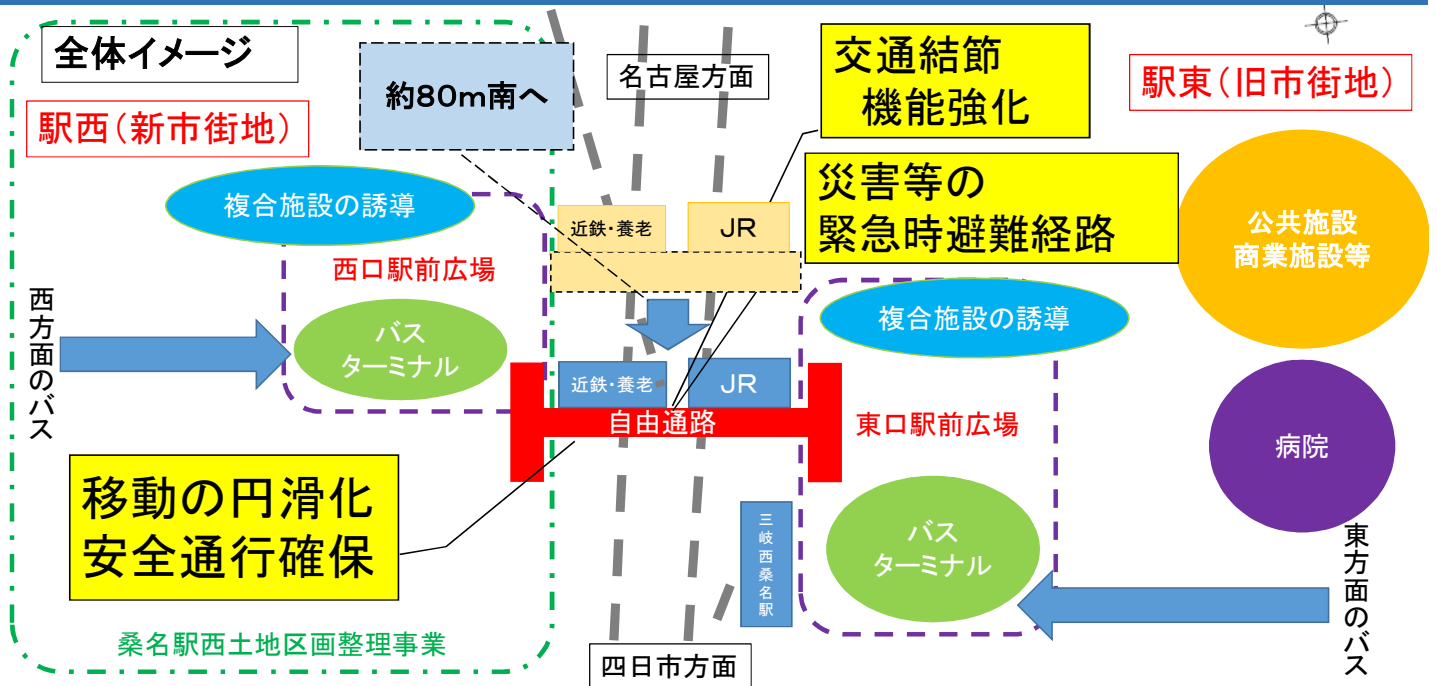 全体イメージ
駅西(新市街地)
約80m南へ
名古屋方面
交通結節
機能強化
駅東(旧市街地)
災害等の
緊急時避難経路
複合施設の誘導
近鉄・養老
JR
公共施設
商業施設等
西口駅前広場
西方面のバス
バス
ターミナル
複合施設の誘導
近鉄・養老
JR
自由通路
東口駅前広場
病院
移動の円滑化
安全通行確保
三岐西桑名駅
バス
ターミナル
東方面のバス
桑名駅西土地区画整理事業
四日市方面